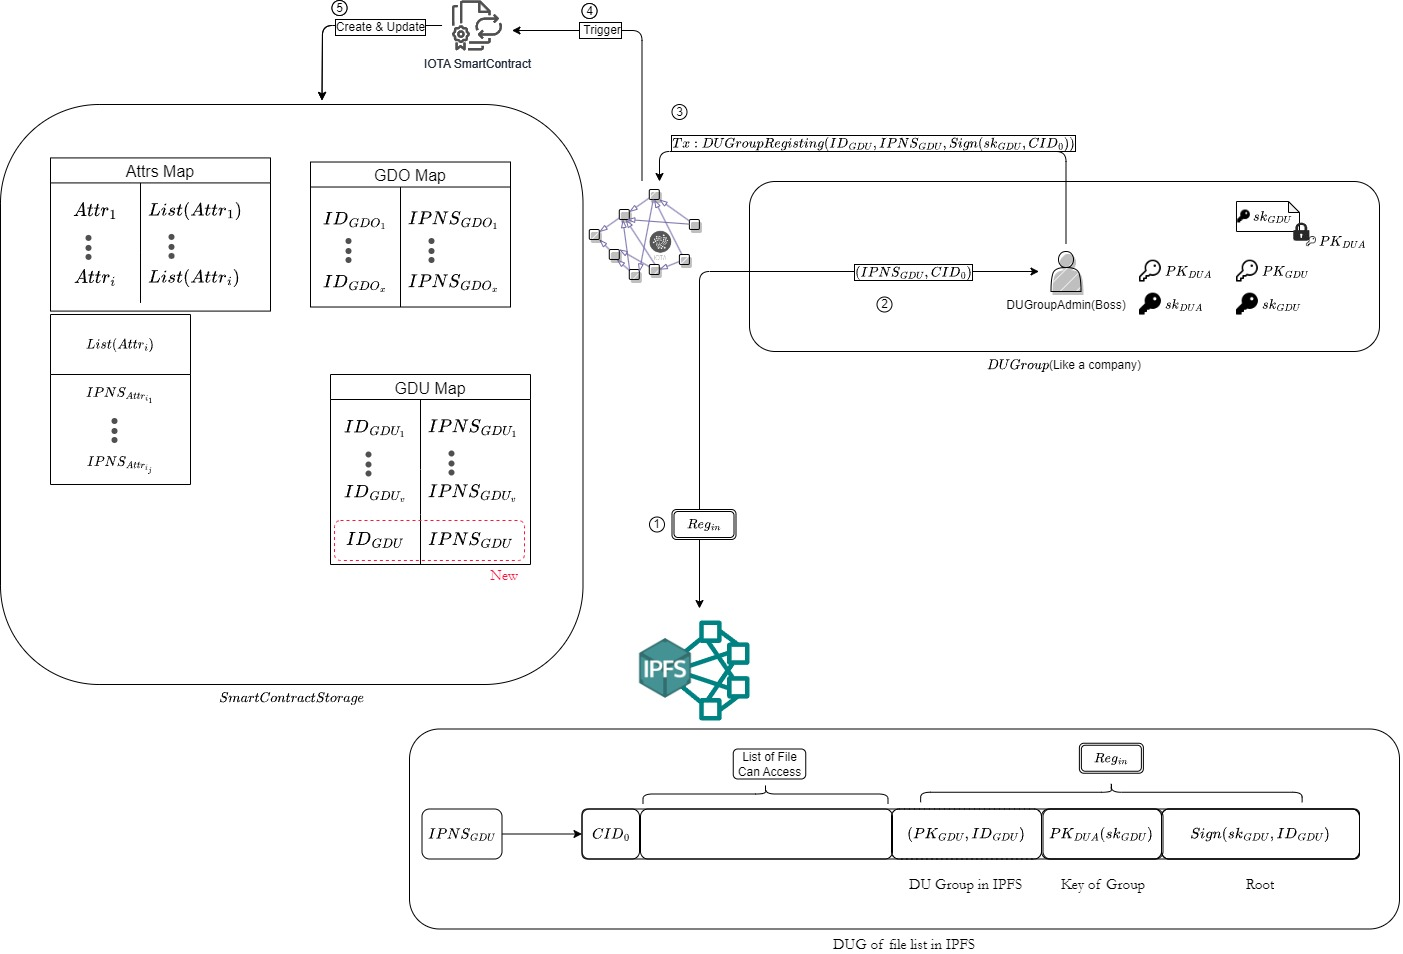 ⑤
Create & Update
IOTA SmartContract
④
Trigger
③
Tx : DUGroupRegisting(ID_GDU, IPNS_GDU, Sign(sk_GDU, CID_0))
Attrs Map
Attr_1 List(Attr_1)
Attr_i List(Attr_i)
List(Attr_i)
IPNS_Attr_i_1
IPNS_Attr_i_j
GDO Map
ID_GDO_1 IPNS_GDO_1
ID_GDO_x IPNS_GDO_x
GDU Map
ID_GDU_1 IPNS_GDU_1
ID_GDU_v IPNS_GDU_v
ID_GDU IPNS_GDU
New
SmartContractStorage
IOTA
(IPNS_GDU, CID_0)
②
DUGroupAdmin(Boss)
sk_GDU
PK_DUA
PK_DUA PK_GDU
sk_DUA sk_GDU
DUGroup(Like a company)
① Reg_in
IPFS
List of File
Can Access
Reg_in
IPNS_GDU
CID_0
(PK_GDU, ID_GDU)
PK_DUA(sk_GDU)
Sign(sk_GDU, ID_GDU)
DU Group in IPFS
Key of Group
Root
DUG of file list in IPFS